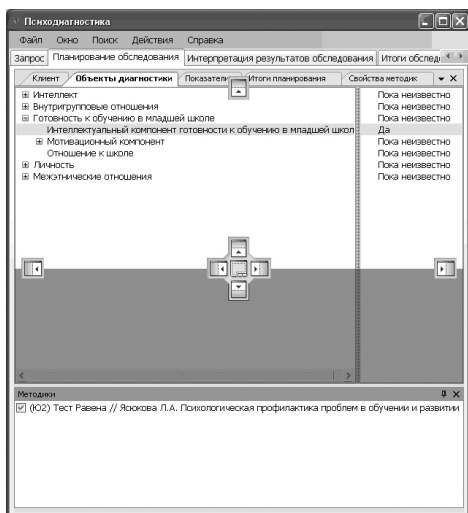 Психодиагностика
Файл Окно Поиск Действия Справка
Запрос Планирование обследования Интерпретация результатов обследования Итоги обследо
Клиент Объекты диагностики Показатели Итоги планирования Свойства методик
Интеллект Пока неизвестно
Внутригрупповые отношения Пока неизвестно
Готовность к обучению в младшей школе Пока неизвестно
Интеллектуальный компонент готовности к обучению в младшей школ Да
Мотивационный компонент Пока неизвестно
Отношение к школе Пока неизвестно
Личность Пока неизвестно
Межэтнические отношения Пока неизвестно
Методики
(Ю2) Тест Равена // Ясюкова Л.А. Психологическая профилактика проблем в обучении и развитии